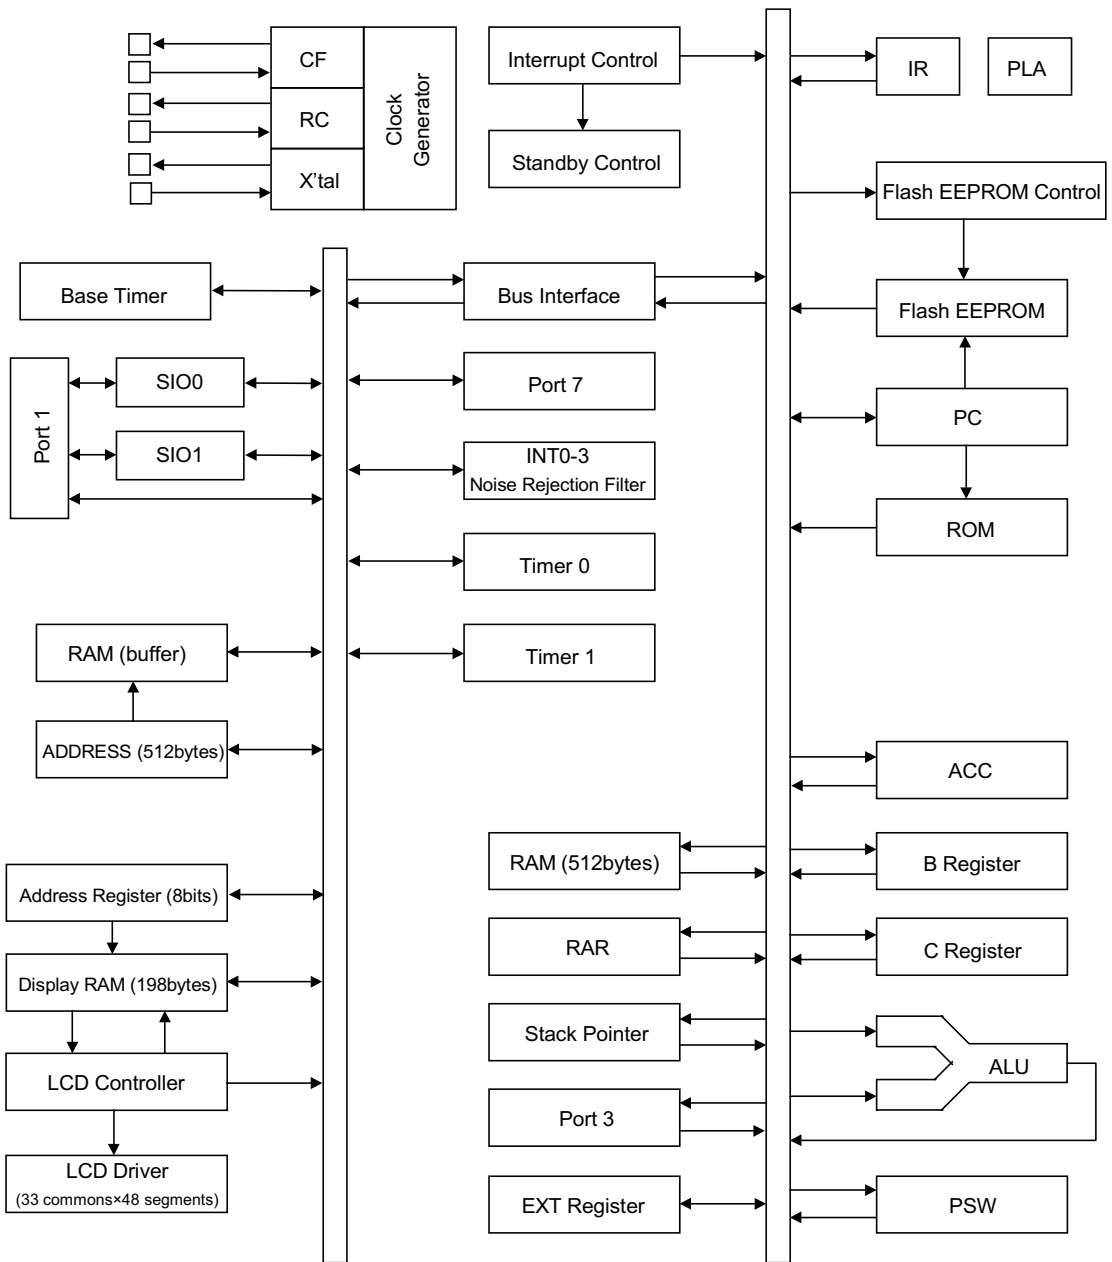 CF
RC
X'tal
Clock
Generator
Interrupt Control
Standby Control
IR
PLA
Flash EEPROM Control
Flash EEPROM
PC
ROM
Base Timer
Bus Interface
Port 1
SIO0
SIO1
Port 7
INT0-3
Noise Rejection Filter
Timer 0
Timer 1
RAM (buffer)
ADDRESS (512bytes)
Address Register (8bits)
Display RAM (198bytes)
LCD Controller
LCD Driver
(33 commons×48 segments)
RAM (512bytes)
RAR
Stack Pointer
Port 3
EXT Register
ACC
B Register
C Register
ALU
PSW